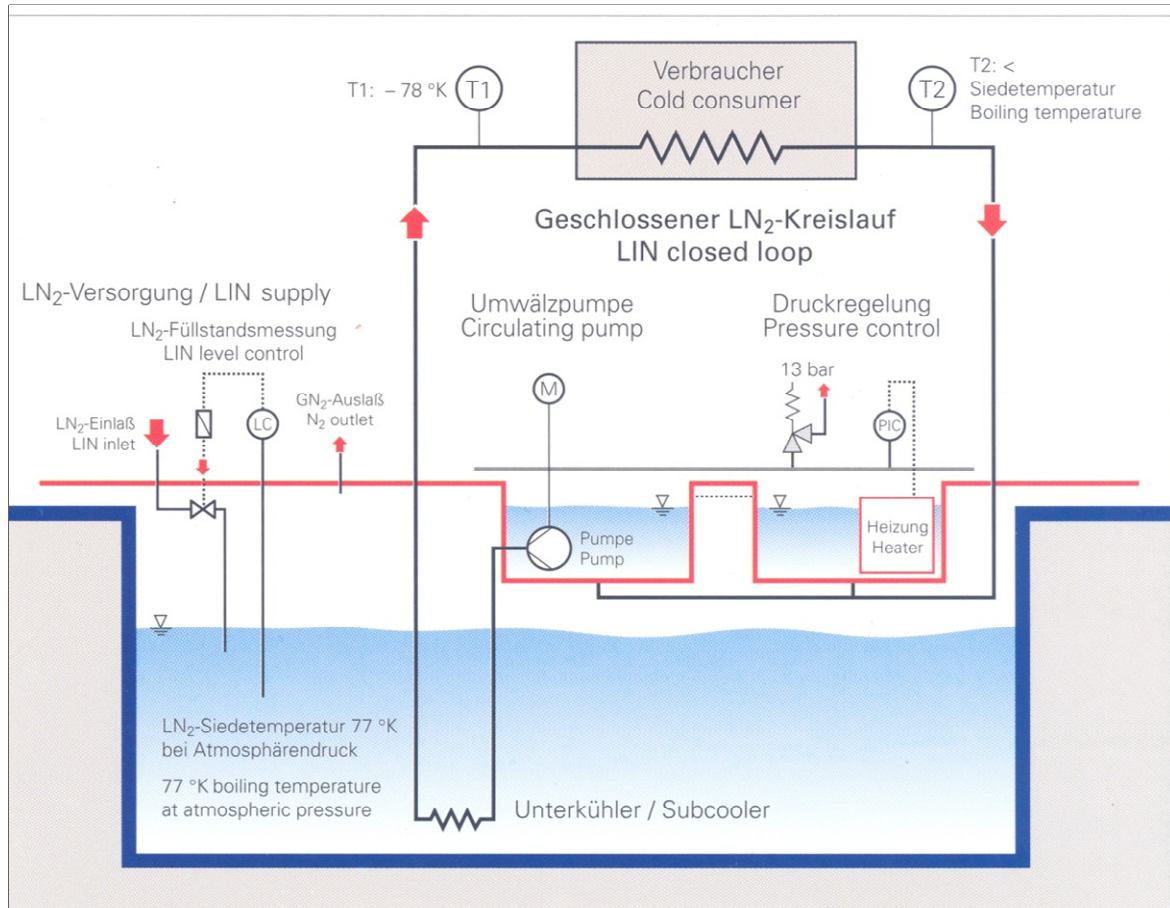 T1: – 78 °K
T1
Verbraucher
Cold consumer
T2
T2: <
Siedetemperatur
Boiling temperature
Geschlossener LN₂-Kreislauf
LIN closed loop
LN₂-Versorgung / LIN supply
LN₂-Füllstandsmessung
LIN level control
Umwälzpumpe
Circulating pump
Druckregelung
Pressure control
13 bar
M
LN₂-Einlaß
LIN inlet
LC
GN₂-Auslaß
N₂ outlet
PIC
Pumpe
Pump
Heizung
Heater
LN₂-Siedetemperatur 77 °K
bei Atmosphärendruck
77 °K boiling temperature
at atmospheric pressure
Unterkühler / Subcooler